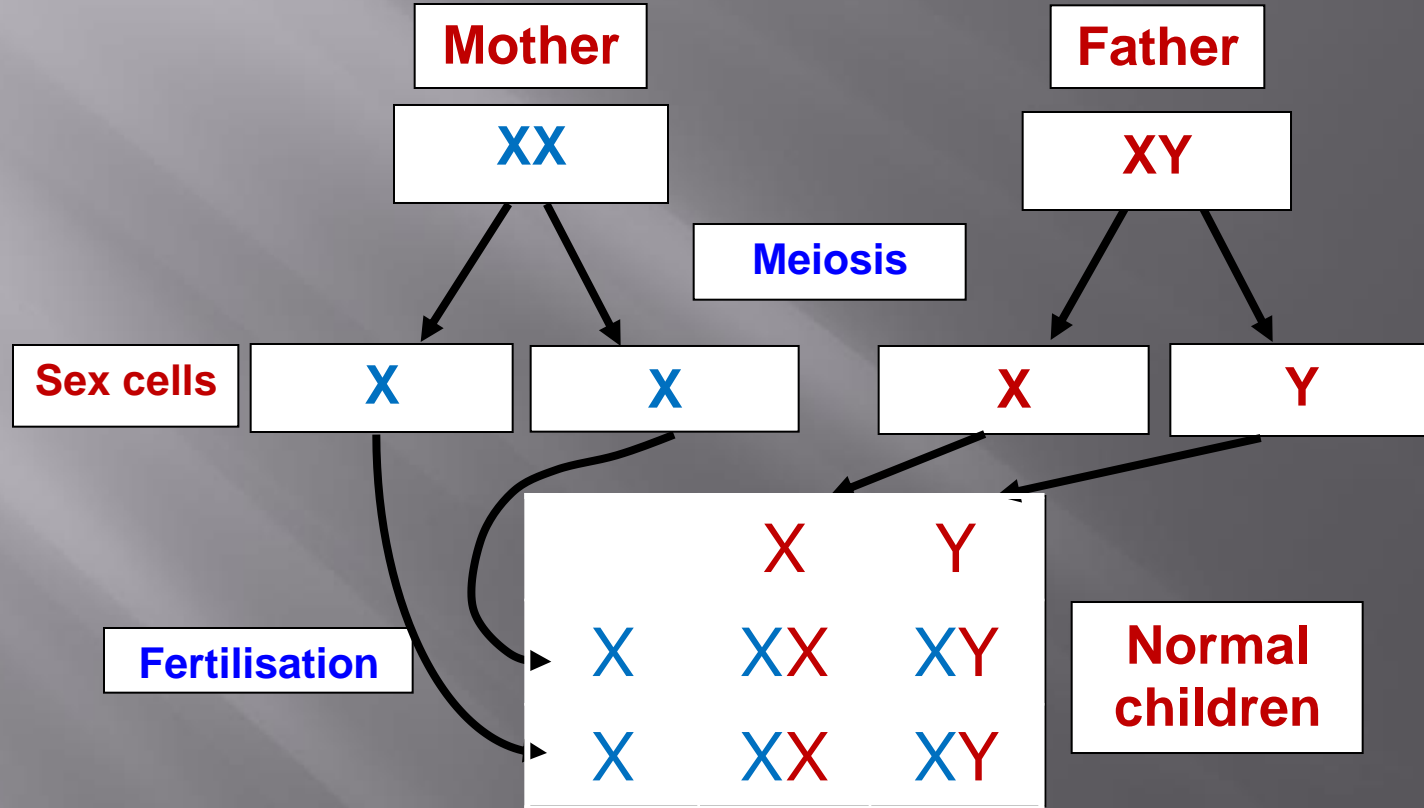 Mother Father
XX XY
Meiosis
Sex cells X X X Y
X Y
Fertilisation X XX XY Normal
children
X XX XY